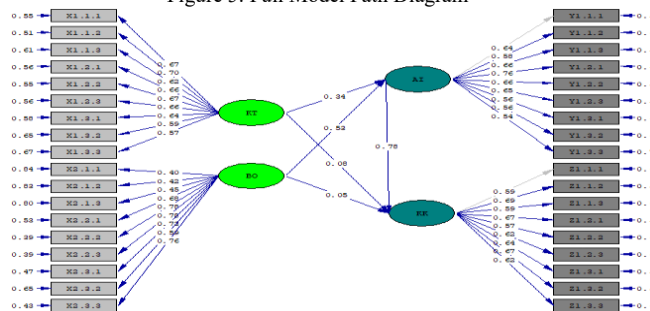 Figure 3. Full Model Path Diagram
0.55 X1.1.1
0.51 X1.1.2
0.61 X1.1.3
0.56 X1.2.1
0.55 X1.2.2
0.56 X1.2.3
0.58 X1.3.1
0.65 X1.3.2
0.67 X1.3.3
0.84 X2.1.1
0.82 X2.1.2
0.80 X2.1.3
0.53 X2.2.1
0.39 X2.2.2
0.39 X2.2.3
0.47 X2.3.1
0.65 X2.3.2
0.43 X2.3.3
0.67
0.70
0.62
0.66
0.67
0.66
0.64
0.59
0.57
0.40
0.42
0.45
0.68
0.78
0.73
0.59
0.76
BO
0.34
0.52
0.08
0.05
AI
0.78
0.64
0.58
0.66
0.76
0.66
0.65
0.56
0.56
0.54
0.59
0.69
0.59
0.67
0.57
0.62
0.64
0.67
0.62
Y1.1.1
Y1.1.2
Y1.1.3
Y1.2.1
Y1.2.2
Y1.2.3
Y1.3.1
Y1.3.2
Y1.3.3
Z1.1.1
Z1.1.2
Z1.1.3
Z1.2.1
Z1.2.2
Z1.2.3
Z1.3.1
Z1.3.2
Z1.3.3